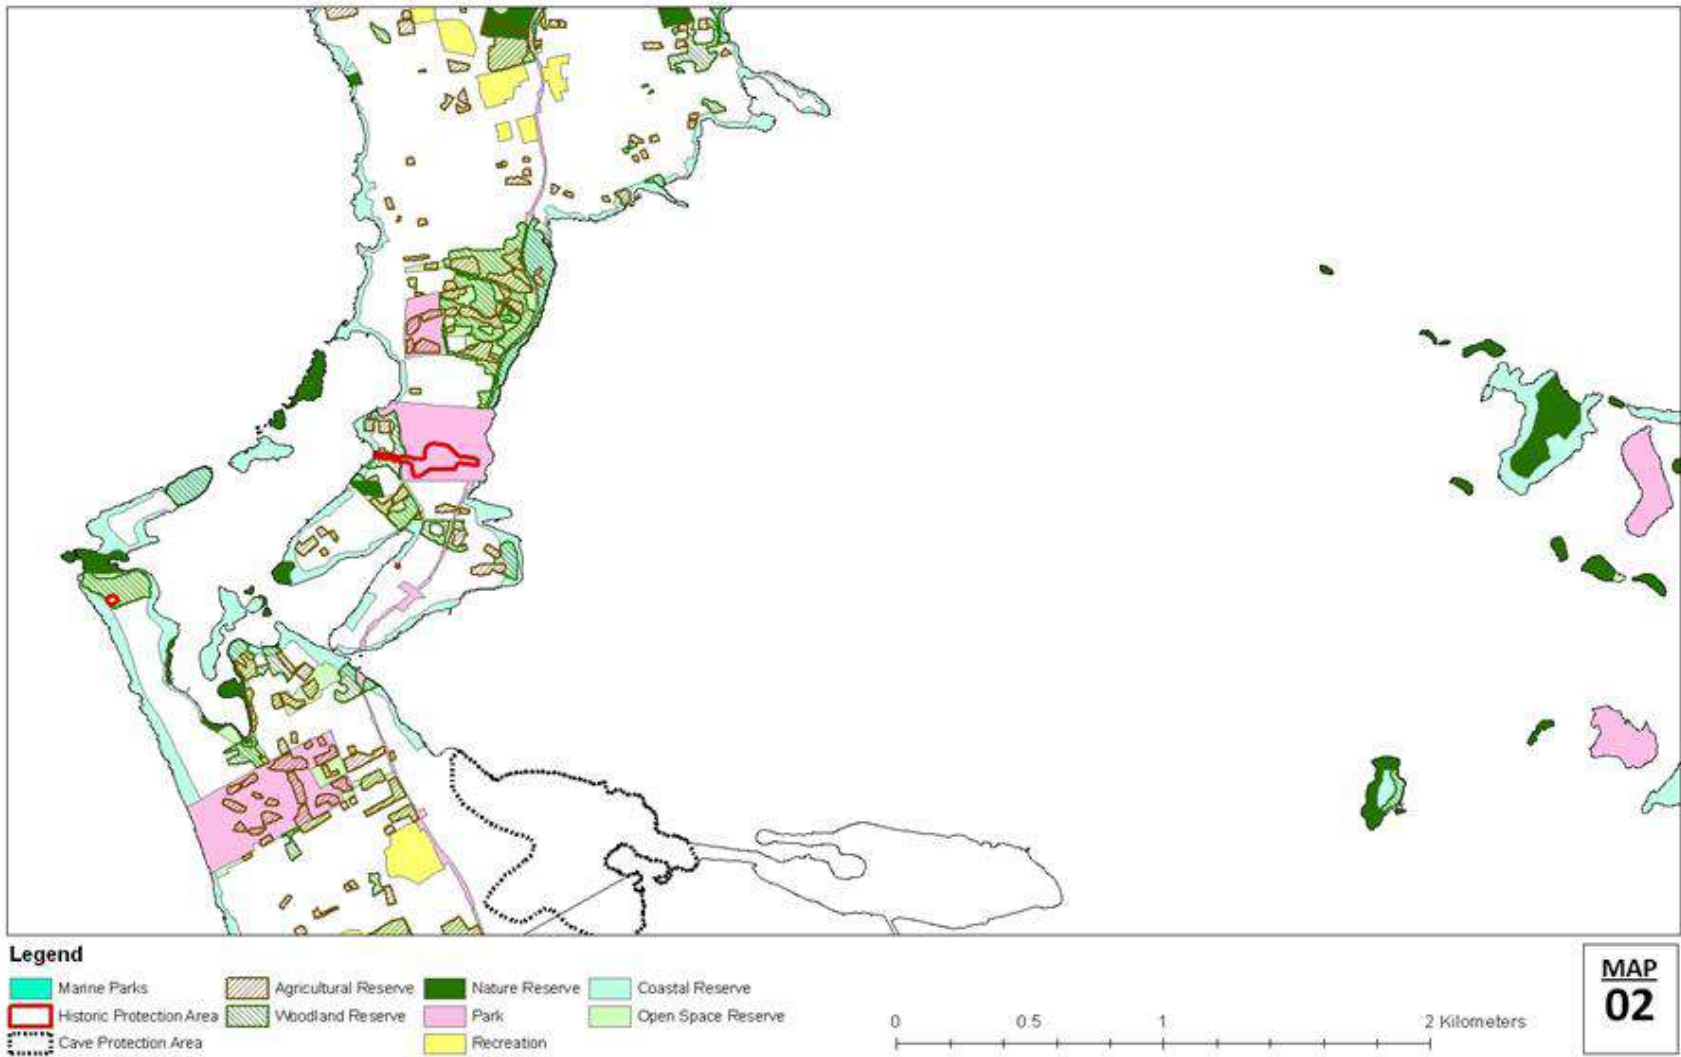 Legend
Marine Parks
Agricultural Reserve
Nature Reserve
Coastal Reserve
Historic Protection Area
Woodland Reserve
Park
Open Space Reserve
Cave Protection Area
Recreation
0 0.5 1 2 Kilometers
MAP
02